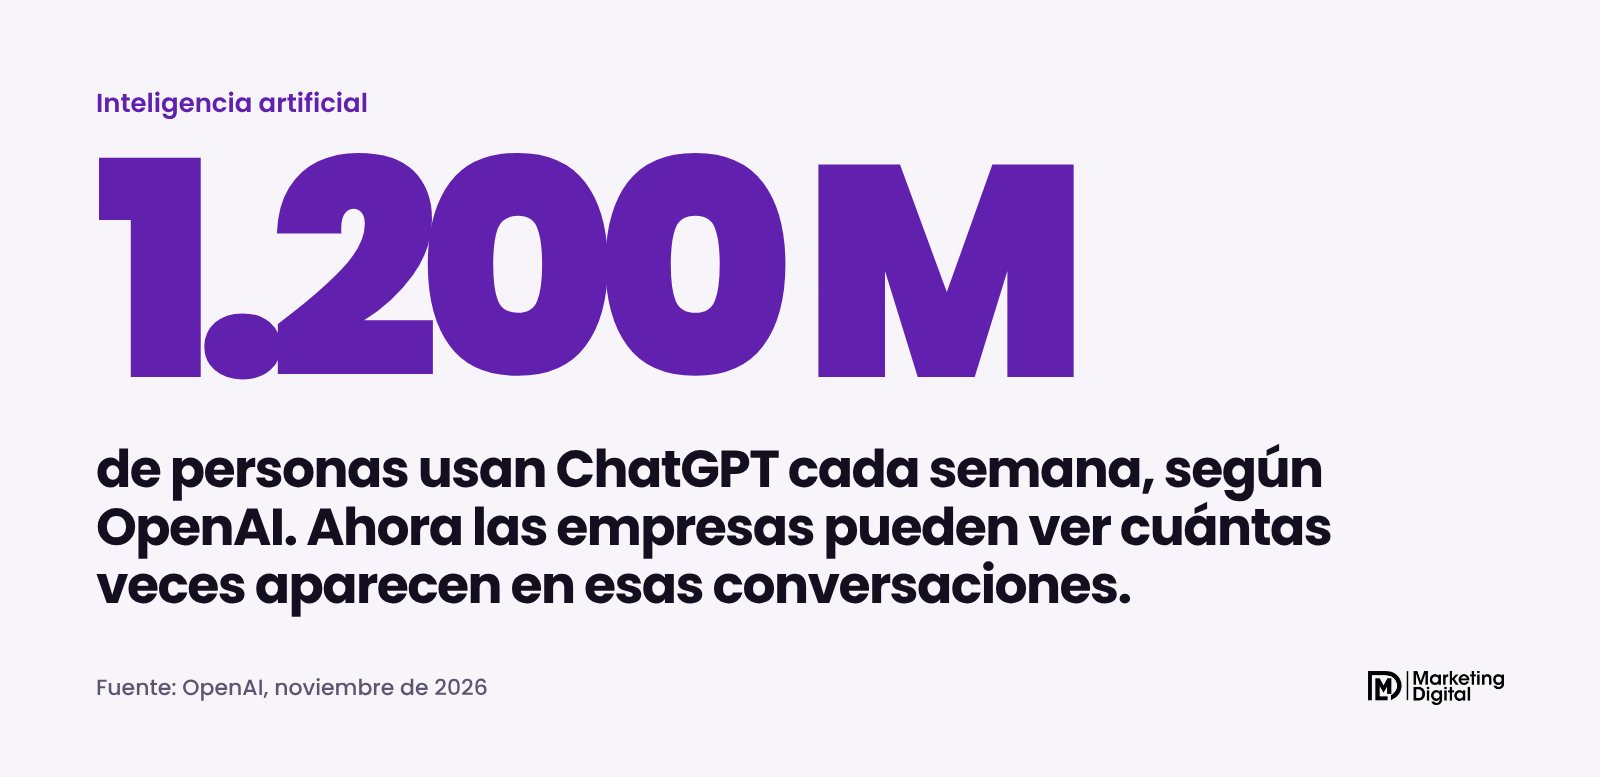 Inteligencia artificial
1.200 M
de personas usan ChatGPT cada semana, según
OpenAI. Ahora las empresas pueden ver cuántas
veces aparecen en esas conversaciones.
Fuente: OpenAI, noviembre de 2026
DM
Marketing
Digital